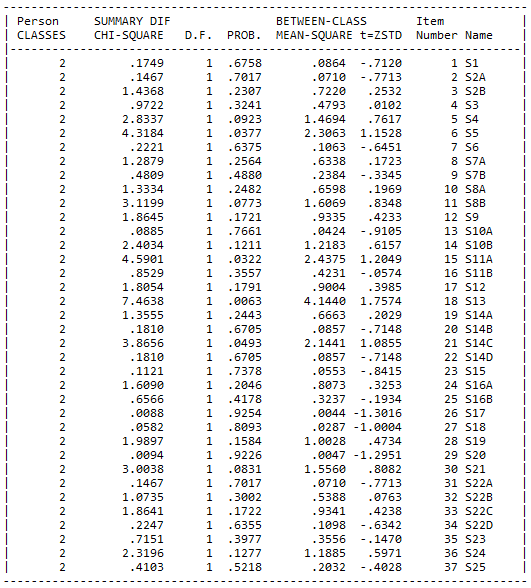 Person SUMMARY DIF BETWEEN-CLASS Item
CLASSES CHI-SQUARE D.F. PROB. MEAN-SQUARE t=ZSTD Number Name
2 .1749 1 .6758 .0864 -.7120 1 S1
2 .1467 1 .7017 .0710 -.7713 2 S2A
2 1.4368 1 .2307 .7220 .2532 3 S2B
2 .9722 1 .3241 .4793 .0102 4 S3
2 2.8337 1 .0923 1.4694 .7617 5 S4
2 4.3184 1 .0377 2.3063 1.1528 6 S5
2 .2221 1 .6375 .1063 -.6451 7 S6
2 1.2879 1 .2564 .6338 .1723 8 S7A
2 .4809 1 .4880 .2384 -.3345 9 S7B
2 1.3334 1 .2482 .6598 .1969 10 S8A
2 3.1199 1 .0773 1.6069 .8348 11 S8B
2 1.8645 1 .1721 .9335 .4233 12 S9
2 .0885 1 .7661 .0424 -.9105 13 S10A
2 2.4034 1 .1211 1.2183 .6157 14 S10B
2 4.5901 1 .0322 2.4375 1.2049 15 S11A
2 .8529 1 .3557 .4231 -.0574 16 S11B
2 1.8054 1 .1791 .9004 .3985 17 S12
2 7.4638 1 .0063 4.1440 1.7574 18 S13
2 1.3555 1 .2443 .6663 .2029 19 S14A
2 .1810 1 .6705 .0857 -.7148 20 S14B
2 3.8656 1 .0493 2.1441 1.0855 21 S14C
2 .1810 1 .6705 .0857 -.7148 22 S14D
2 .1121 1 .7378 .0553 -.8415 23 S15
2 1.6090 1 .2046 .8073 .3253 24 S16A
2 .6566 1 .4178 .3237 -.1934 25 S16B
2 .0088 1 .9254 .0044 -1.3016 26 S17
2 .0582 1 .8093 .0287 -1.0004 27 S18
2 1.9897 1 .1584 1.0028 .4734 28 S19
2 .0094 1 .9226 .0047 -1.2951 29 S20
2 3.0038 1 .0831 1.5560 .8082 30 S21
2 .1467 1 .7017 .0710 -.7713 31 S22A
2 1.0735 1 .3002 .5388 .0763 32 S22B
2 1.8641 1 .1722 .9341 .4238 33 S22C
2 .2247 1 .6355 .1098 -.6342 34 S22D
2 .7151 1 .3977 .3556 -.1470 35 S23
2 2.3196 1 .1277 1.1885 .5971 36 S24
2 .4103 1 .5218 .2032 -.4028 37 S25